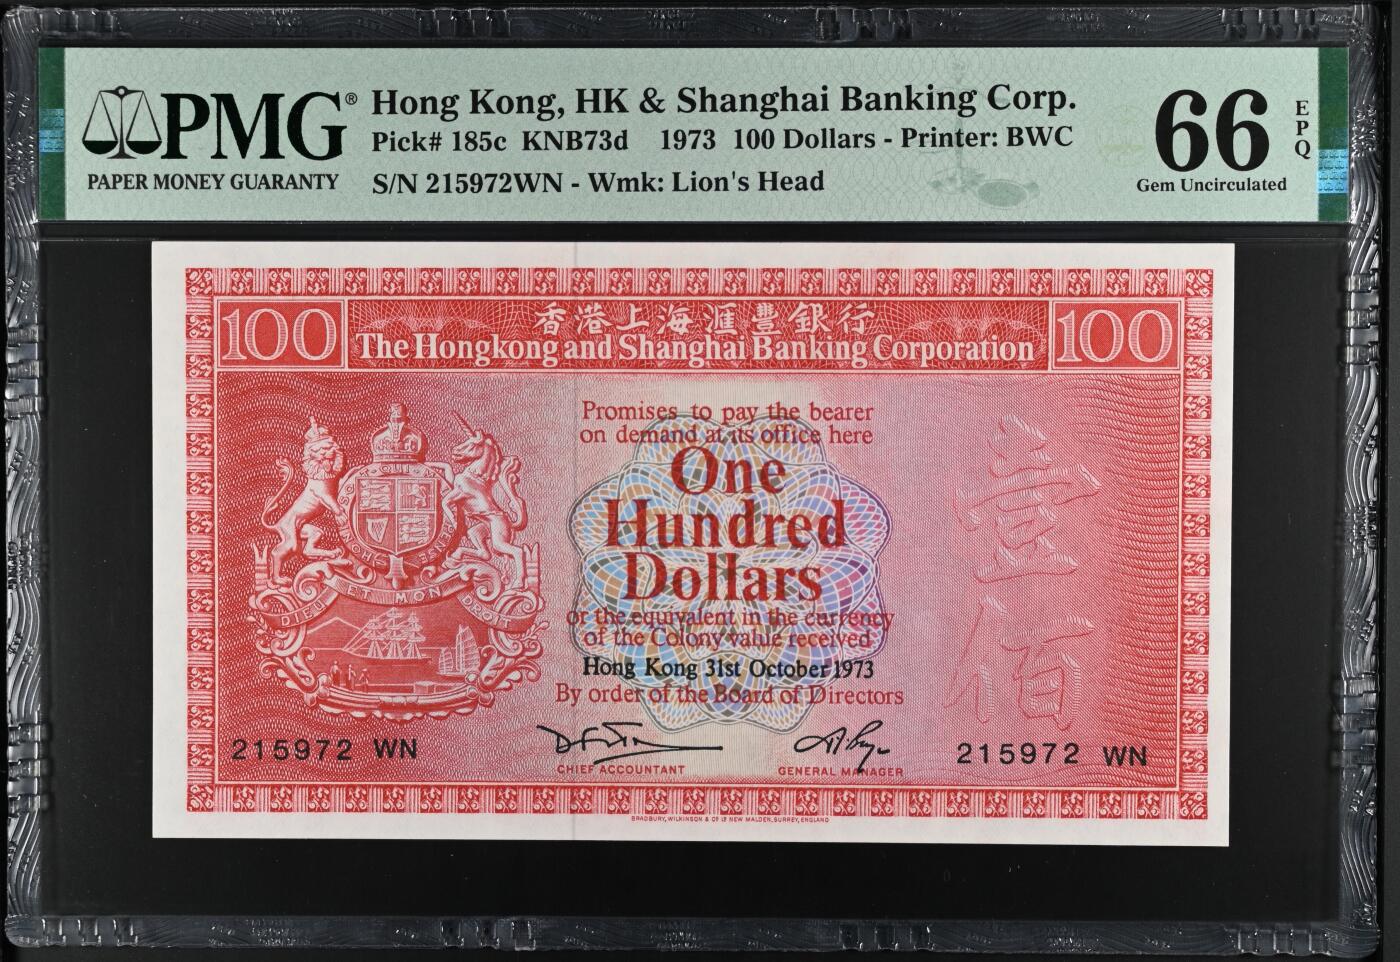 PMG®
PAPER MONEY GUARANTY
Hong Kong, HK & Shanghai Banking Corp.
Pick# 185c KNB73d 1973 100 Dollars - Printer: BWC
S/N 215972WN - Wmk: Lion's Head
66
EPQ
Gem Uncirculated
100
香港上海滙豐銀行
The Hongkong and Shanghai Banking Corporation
100
Promises to pay the bearer
on demand at its office here
One
Hundred
Dollars
or the equivalent in the currency
of the Colony value received
Hong Kong 31st October 1973
By order of the Board of Directors
壹
佰
DIEU ET MON DROIT
215972 WN
CHIEF ACCOUNTANT
GENERAL MANAGER
215972 WN
BRADBURY, WILKINSON & Cº Lᴰ NEW MALDEN, SURREY, ENGLAND